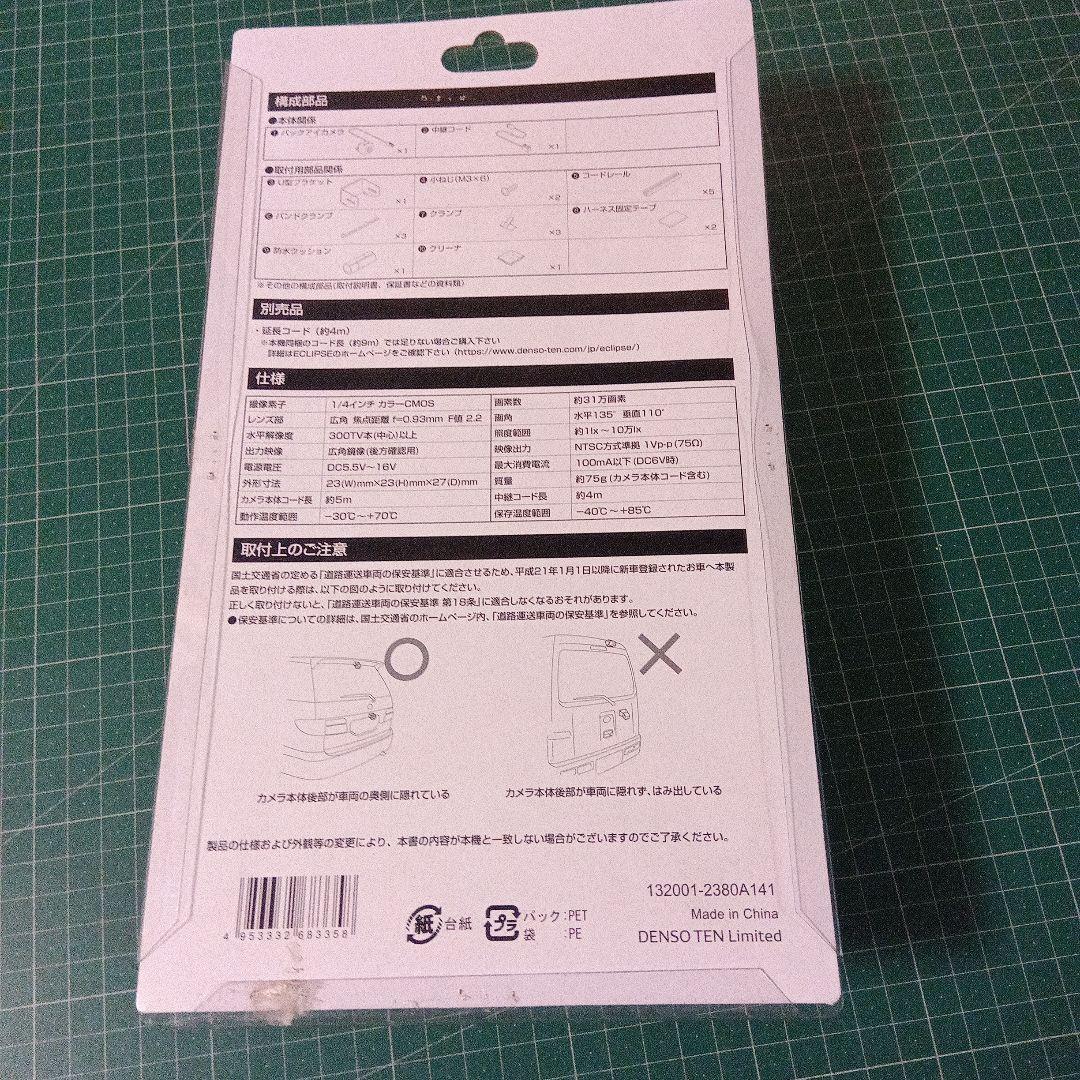 構成部品
●本体関係
❶ バックアイカメラ ×1 ❷ 中継コード ×1
●取付用部品関係
❸ U型ブラケット ×1 ❹ 小ねじ(M3×6) ×2 ❺ コードレール ×5
❻ バンドクランプ ×3 ❼ クランプ ×3 ❽ ハーネス固定テープ ×2
防水クッション ×1 ❿ クリーナ ×1
※その他の構成部品(取付説明書、保証書などの資料類)
別売品
・延長コード（約4m）
※本機同梱のコード長（約9m）では足りない場合ご購入下さい
詳細はECLIPSEのホームページをご確認下さい（https://www.denso-ten.com/jp/eclipse/）
仕様
撮像素子 1/4インチ カラーCMOS 画素数 約31万画素
レンズ部 広角 焦点距離 f=0.93mm F値 2.2 画角 水平135° 垂直110°
水平解像度 300TV本(中心)以上 照度範囲 約1lx～10万lx
出力映像 広角鏡像(後方確認用) 映像出力 NTSC方式準拠 1Vp-p (75Ω)
電源電圧 DC5.5V～16V 最大消費電流 100mA以下 (DC6V時)
外形寸法 23(W)mm×23(H)mm×27(D)mm 質量 約75g (カメラ本体コード含む)
カメラ本体コード長 約5m 中継コード長 約4m
動作温度範囲 －30℃～+70℃ 保存温度範囲 －40℃～+85℃
取付上のご注意
国土交通省の定める「道路運送車両の保安基準」に適合させるため、平成21年1月1日以降に新車登録されたお車へ本製
品を取り付ける際は、以下の図のように取り付けてください。
正しく取り付けないと、「道路運送車両の保安基準 第18条」に適合しなくなるおそれがあります。
●保安基準についての詳細は、国土交通省のホームページ内、「道路運送車両の保安基準」を参照してください。
カメラ本体後部が車両の奥側に隠れている
カメラ本体後部が車両に隠れず、はみ出している
製品の仕様および外観等の変更により、本書の内容が本機と一致しない場合がございますのでご了承ください。
4 953332 683358
紙 台紙
プラ パック:PET
袋 :PE
132001-2380A141
Made in China
DENSO TEN Limited